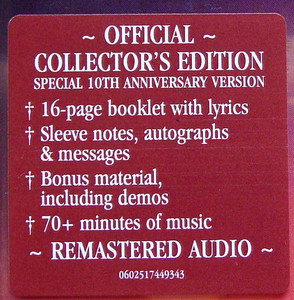 ~ OFFICIAL ~
COLLECTOR'S EDITION
SPECIAL 10TH ANNIVERSARY VERSION
† 16-page booklet with lyrics
† Sleeve notes, autographs
& messages
† Bonus material,
including demos
† 70+ minutes of music
~ REMASTERED AUDIO ~
0602517449343